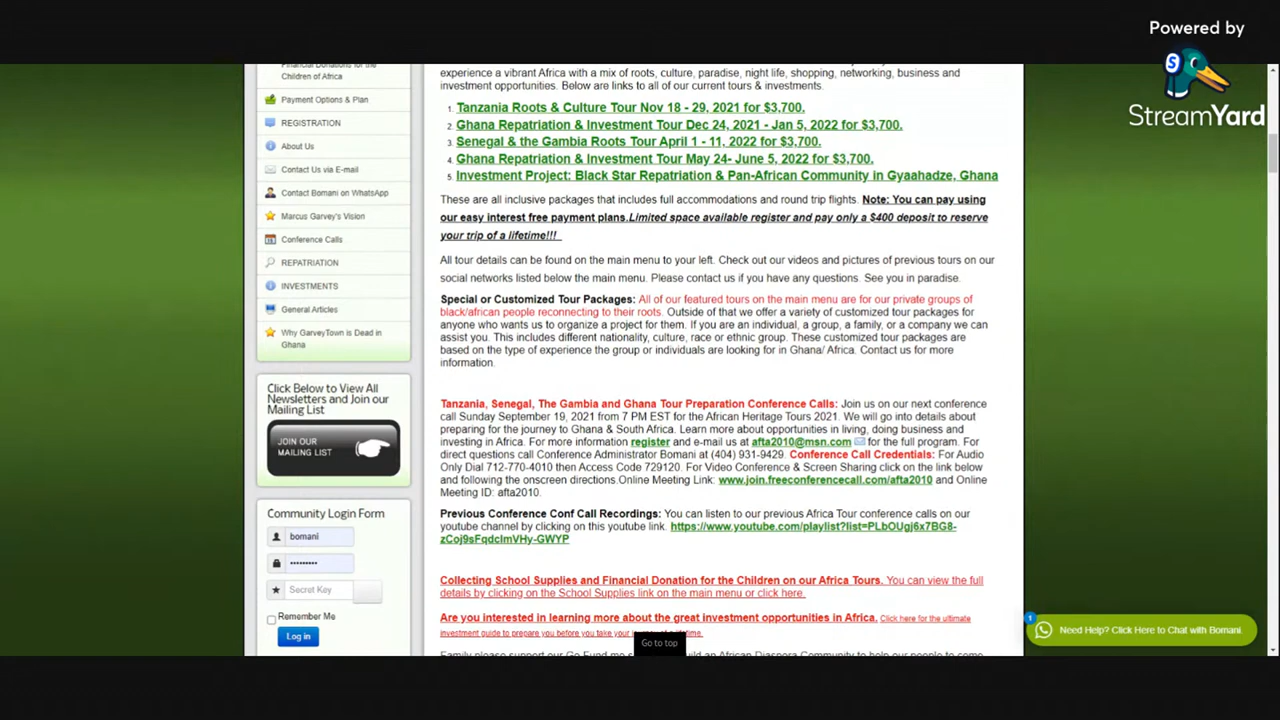 Powered by
StreamYard
Financial Donations for the
Children of Africa
Payment Options & Plan
REGISTRATION
About Us
Contact Us via E-mail
Contact Bomani on WhatsApp
Marcus Garvey's Vision
Conference Calls
REPATRIATION
INVESTMENTS
General Articles
Why GarveyTown is Dead in
Ghana
Click Below to View All
Newsletters and Join our
Mailing List
JOIN OUR
MAILING LIST
Community Login Form
bomani
•••••••••
Secret Key
Remember Me
Log in
experience a vibrant Africa with a mix of roots, culture, paradise, night life, shopping, networking, business and
investment opportunities. Below are links to all of our current tours & investments.
1. Tanzania Roots & Culture Tour Nov 18 - 29, 2021 for $3,700.
2. Ghana Repatriation & Investment Tour Dec 24, 2021 - Jan 5, 2022 for $3,700.
3. Senegal & the Gambia Roots Tour April 1 - 11, 2022 for $3,700.
4. Ghana Repatriation & Investment Tour May 24- June 5, 2022 for $3,700.
5. Investment Project: Black Star Repatriation & Pan-African Community in Gyaahadze, Ghana
These are all inclusive packages that includes full accommodations and round trip flights. Note: You can pay using
our easy interest free payment plans.Limited space available register and pay only a $400 deposit to reserve
your trip of a lifetime!!!
All tour details can be found on the main menu to your left. Check out our videos and pictures of previous tours on our
social networks listed below the main menu. Please contact us if you have any questions. See you in paradise.
Special or Customized Tour Packages: All of our featured tours on the main menu are for our private groups of
black/african people reconnecting to their roots. Outside of that we offer a variety of customized tour packages for
anyone who wants us to organize a project for them. If you are an individual, a group, a family, or a company we can
assist you. This includes different nationality, culture, race or ethnic group. These customized tour packages are
based on the type of experience the group or individuals are looking for in Ghana/ Africa. Contact us for more
information.
Tanzania, Senegal, The Gambia and Ghana Tour Preparation Conference Calls: Join us on our next conference
call Sunday September 19, 2021 from 7 PM EST for the African Heritage Tours 2021. We will go into details about
preparing for the journey to Ghana & South Africa. Learn more about opportunities in living, doing business and
investing in Africa. For more information register and e-mail us at afta2010@msn.com for the full program. For
direct questions call Conference Administrator Bomani at (404) 931-9429. Conference Call Credentials: For Audio
Only Dial 712-770-4010 then Access Code 729120. For Video Conference & Screen Sharing click on the link below
and following the onscreen directions.Online Meeting Link: www.join.freeconferencecall.com/afta2010 and Online
Meeting ID: afta2010.
Previous Conference Conf Call Recordings: You can listen to our previous Africa Tour conference calls on our
youtube channel by clicking on this youtube link. https://www.youtube.com/playlist?list=PLbOUgj6x7BG8-
zCoj9sFqdcImVHy-GWYP
Collecting School Supplies and Financial Donation for the Children on our Africa Tours. You can view the full
details by clicking on the School Supplies link on the main menu or click here.
Are you interested in learning more about the great investment opportunities in Africa. Click here for the ultimate
investment guide to prepare you before you take your of a lifetime.
Go to top
1
Need Help? Click Here to Chat with Bomani.